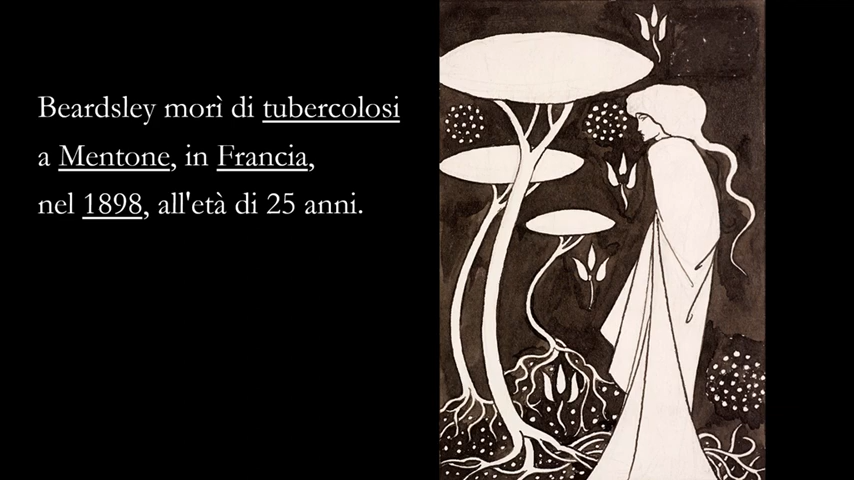 Beardsley morì di tubercolosi
a Mentone, in Francia,
nel 1898, all'età di 25 anni.